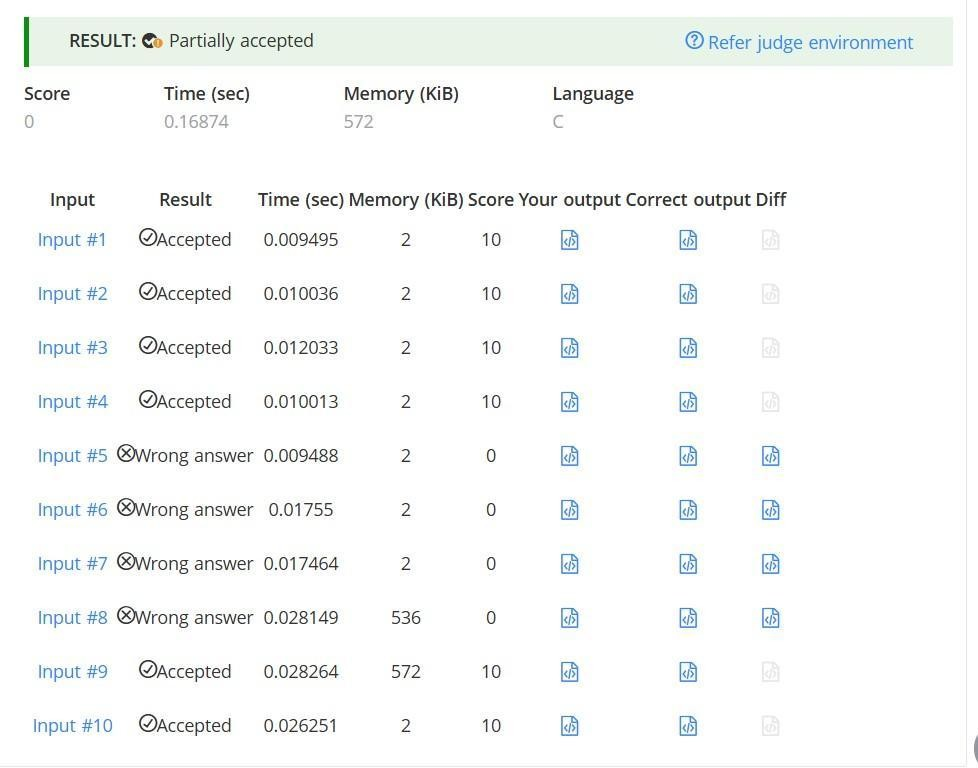 RESULT: Partially accepted Refer judge environment
Score Time (sec) Memory (KiB) Language
0 0.16874 572 C
Input Result Time (sec) Memory (KiB) Score Your output Correct output Diff
Input #1 Accepted 0.009495 2 10
Input #2 Accepted 0.010036 2 10
Input #3 Accepted 0.012033 2 10
Input #4 Accepted 0.010013 2 10
Input #5 Wrong answer 0.009488 2 0
Input #6 Wrong answer 0.01755 2 0
Input #7 Wrong answer 0.017464 2 0
Input #8 Wrong answer 0.028149 536 0
Input #9 Accepted 0.028264 572 10
Input #10 Accepted 0.026251 2 10